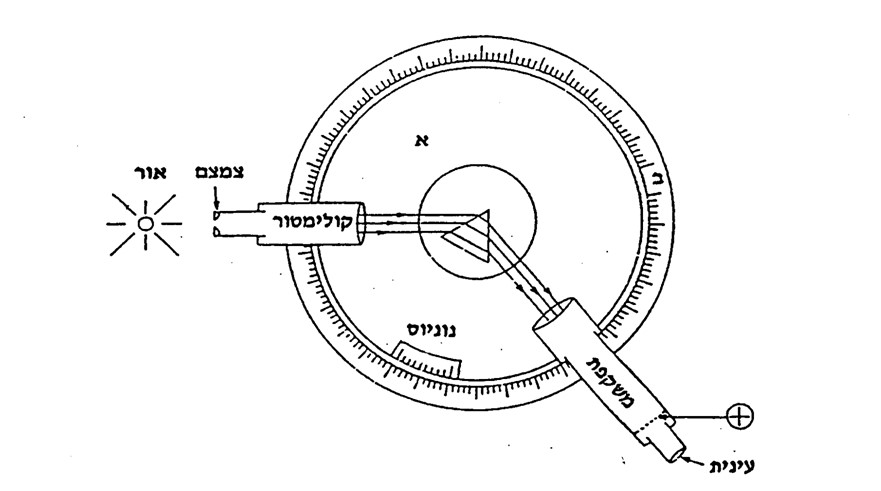 א
אור
צמצם
קולימטור
נוניוס
משקפת
עינית